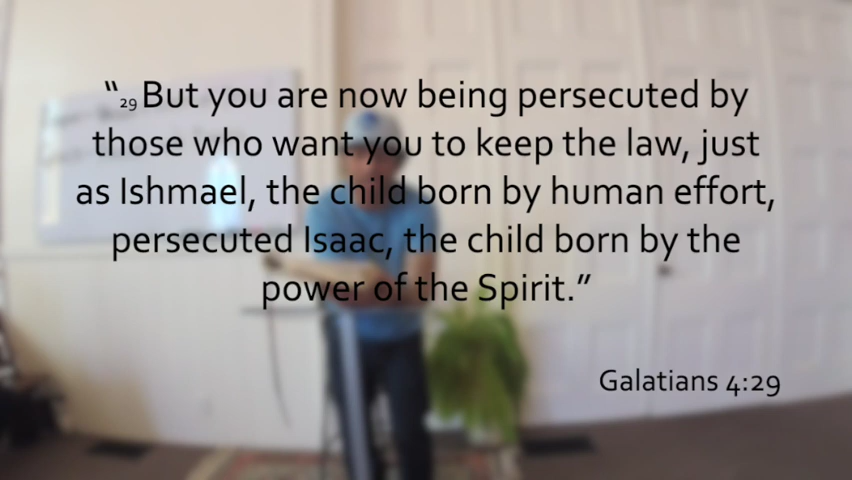 “29 But you are now being persecuted by
those who want you to keep the law, just
as Ishmael, the child born by human effort,
persecuted Isaac, the child born by the
power of the Spirit.”
Galatians 4:29